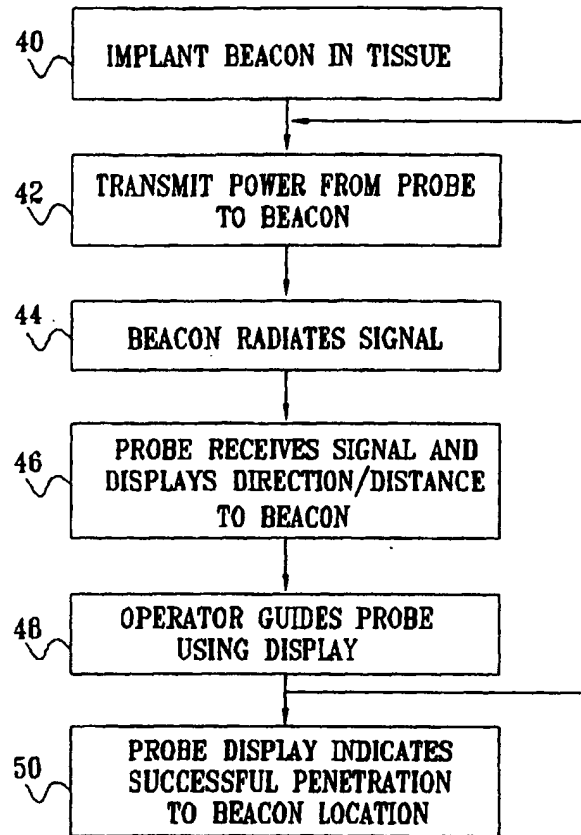 40
IMPLANT BEACON IN TISSUE
42
TRANSMIT POWER FROM PROBE
TO BEACON
44
BEACON RADIATES SIGNAL
46
PROBE RECEIVES SIGNAL AND
DISPLAYS DIRECTION/DISTANCE
TO BEACON
48
OPERATOR GUIDES PROBE
USING DISPLAY
50
PROBE DISPLAY INDICATES
SUCCESSFUL PENETRATION
TO BEACON LOCATION